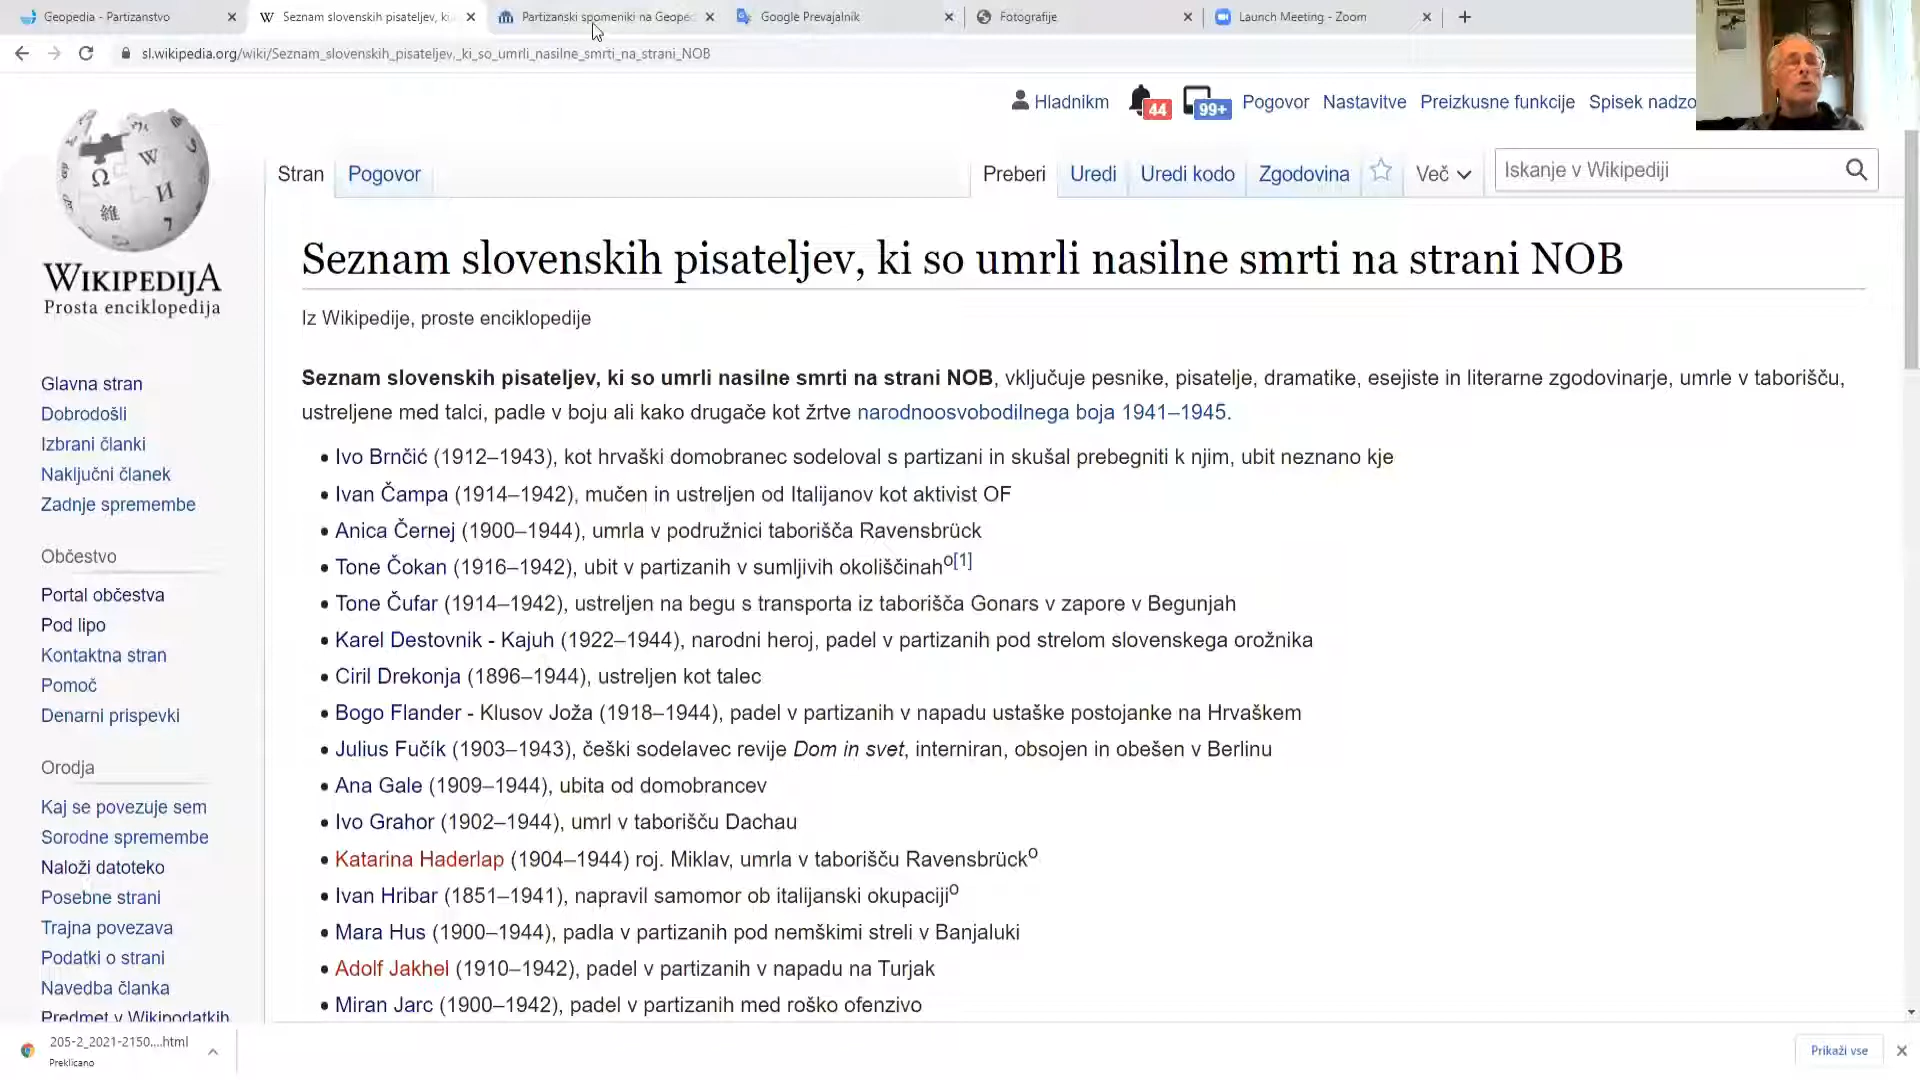 Geopedia - Partizanstvo
Seznam slovenskih pisateljev, ki
Partizanski spomeniki na Geope
Google Prevajalnik
Fotografije
Launch Meeting - Zoom
sl.wikipedia.org/wiki/Seznam_slovenskih_pisateljev,_ki_so_umrli_nasilne_smrti_na_strani_NOB
Hladnikm 44 99+ Pogovor Nastavitve Preizkusne funkcije Spisek nadzo
Stran Pogovor Preberi Uredi Uredi kodo Zgodovina Več Iskanje v Wikipediji
WIKIPEDIJA
Prosta enciklopedija
Seznam slovenskih pisateljev, ki so umrli nasilne smrti na strani NOB
Iz Wikipedije, proste enciklopedije
Seznam slovenskih pisateljev, ki so umrli nasilne smrti na strani NOB, vključuje pesnike, pisatelje, dramatike, esejiste in literarne zgodovinarje, umrle v taborišču,
ustreljene med talci, padle v boju ali kako drugače kot žrtve narodnoosvobodilnega boja 1941–1945.
• Ivo Brnčić (1912–1943), kot hrvaški domobranec sodeloval s partizani in skušal prebegniti k njim, ubit neznano kje
• Ivan Čampa (1914–1942), mučen in ustreljen od Italijanov kot aktivist OF
• Anica Černej (1900–1944), umrla v podružnici taborišča Ravensbrück
• Tone Čokan (1916–1942), ubit v partizanih v sumljivih okoliščinaho[1]
• Tone Čufar (1914–1942), ustreljen na begu s transporta iz taborišča Gonars v zapore v Begunjah
• Karel Destovnik - Kajuh (1922–1944), narodni heroj, padel v partizanih pod strelom slovenskega orožnika
• Ciril Drekonja (1896–1944), ustreljen kot talec
• Bogo Flander - Klusov Joža (1918–1944), padel v partizanih v napadu ustaške postojanke na Hrvaškem
• Julius Fučík (1903–1943), češki sodelavec revije Dom in svet, interniran, obsojen in obešen v Berlinu
• Ana Gale (1909–1944), ubita od domobrancev
• Ivo Grahor (1902–1944), umrl v taborišču Dachau
• Katarina Haderlap (1904–1944) roj. Miklav, umrla v taborišču Ravensbrücko
• Ivan Hribar (1851–1941), napravil samomor ob italijanski okupacijio
• Mara Hus (1900–1944), padla v partizanih pod nemškimi streli v Banjaluki
• Adolf Jakhel (1910–1942), padel v partizanih v napadu na Turjak
• Miran Jarc (1900–1942), padel v partizanih med roško ofenzivo
Glavna stran
Dobrodošli
Izbrani članki
Naključni članek
Zadnje spremembe
Občestvo
Portal občestva
Pod lipo
Kontaktna stran
Pomoč
Denarni prispevki
Orodja
Kaj se povezuje sem
Sorodne spremembe
Naloži datoteko
Posebne strani
Trajna povezava
Podatki o strani
Navedba članka
Predmet v Wikipodatkih
205-2_2021-2150....html
Preklicano
Prikaži vse